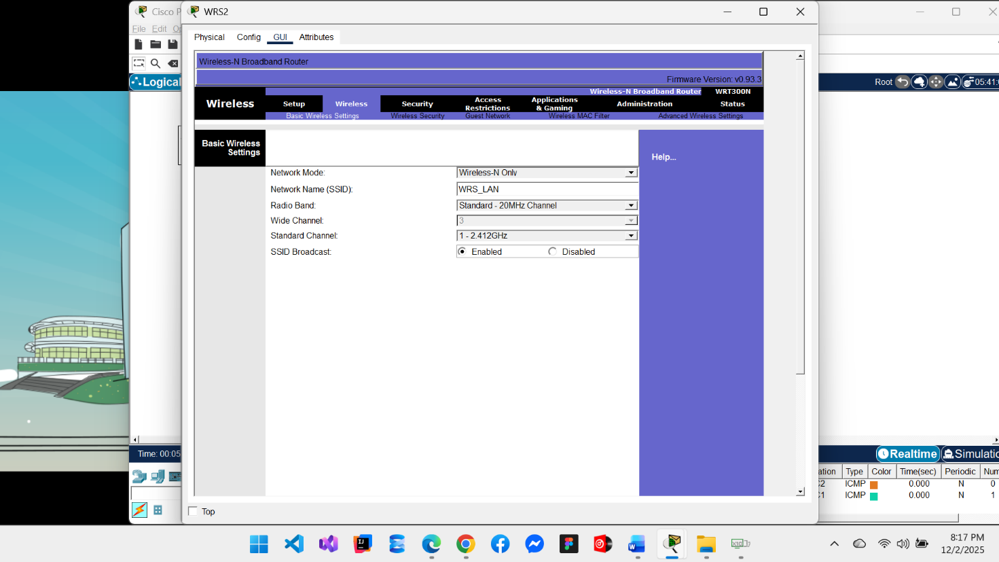 Cisco P
WRS2
File Edit Op
Physical Config GUI Attributes
Wireless-N Broadband Router
Firmware Version: v0.93.3
Logical
Root
05:41:0
Wireless-N Broadband Router WRT300N
Wireless
Setup Wireless Security Access Restrictions Applications & Gaming Administration Status
Basic Wireless Settings Wireless Security Guest Network Wireless MAC Filter Advanced Wireless Settings
Basic Wireless
Settings
Help...
Network Mode: Wireless-N Only
Network Name (SSID): WRS_LAN
Radio Band: Standard - 20MHz Channel
Wide Channel: 3
Standard Channel: 1 - 2.412GHz
SSID Broadcast: Enabled Disabled
Time: 00:05
Realtime Simulatio
ation Type Color Time(sec) Periodic Num
C2 ICMP 0.000 N 0
C1 ICMP 0.000 N 1
Top
8:17 PM
12/2/2025